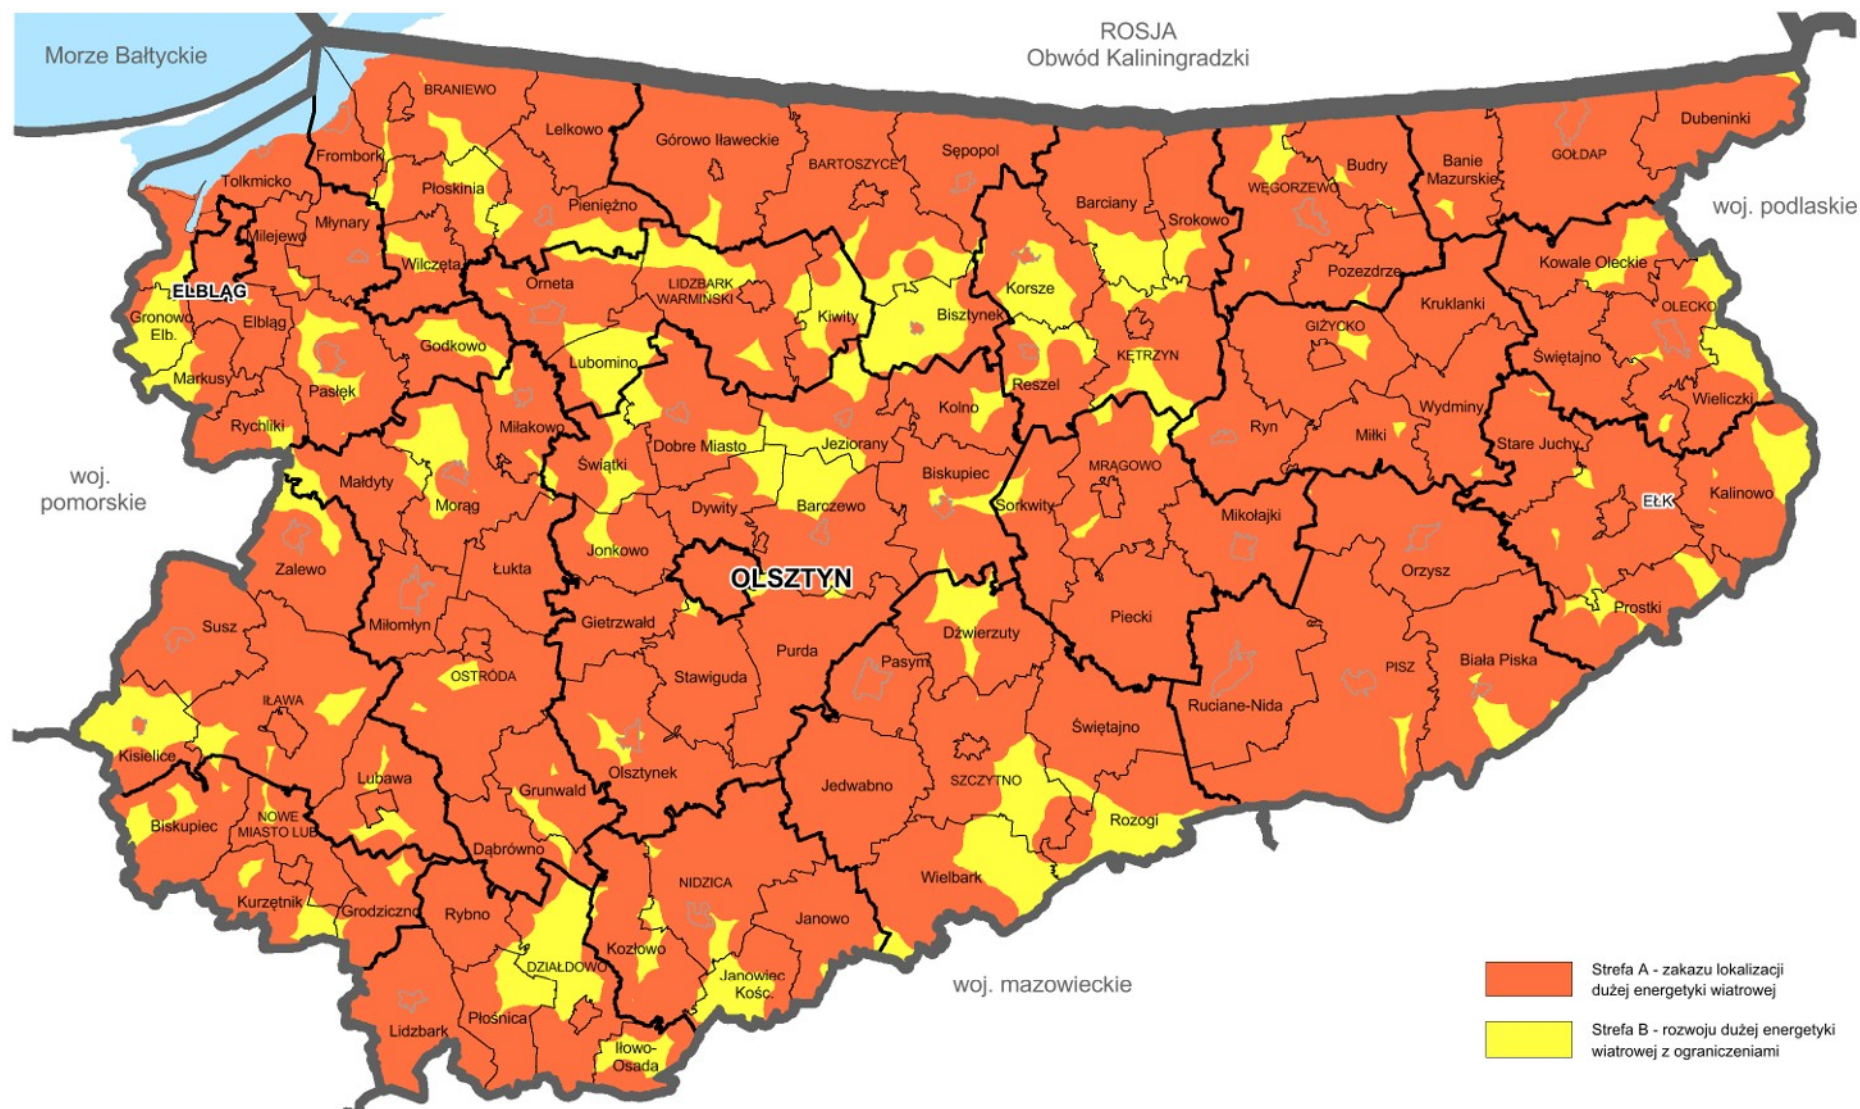 ROSJA
Obwód Kaliningradzki
Morze Bałtyckie
BRANIEWO
Dubeninki
Lelkowo
Górowo Iławeckie
Sępopol
GOŁDAP
Frombork
BARTOSZYCE
Budry
Banie
Mazurskie
Tolkmicko
Płoskinia
WĘGORZEWO
Pieniężno
Barciany
Srokowo
woj. podlaskie
Młynary
Milejewo
Wilczęta
Pozezdrze
Kowale Oleckie
Orneta
LIDZBARK
WARMIŃSKI
Korsze
Kruklanki
ELBLĄG
OLECKO
Gronowo
Elb.
Elbląg
Kiwity
Bisztynek
GIŻYCKO
Godkowo
KĘTRZYN
Świętajno
Lubomino
Markusy
Pasłęk
Reszel
Wieliczki
Kolno
Wydminy
Rychliki
Miłakowo
Ryn
Miłki
Stare Juchy
Dobre Miasto
Jeziorany
Świątki
MRĄGOWO
woj.
pomorskie
Małdyty
Biskupiec
Kalinowo
EŁK
Morąg
Dywity
Barczewo
Sorkwity
Mikołajki
Jonkowo
Zalewo
Łukta
OLSZTYN
Orzysz
Prostki
Susz
Miłomłyn
Gietrzwałd
Piecki
Dźwierzuty
Purda
Pasym
Biała Piska
PISZ
OSTRÓDA
Stawiguda
IŁAWA
Ruciane-Nida
Świętajno
Kisielice
Lubawa
Olsztynek
SZCZYTNO
Jedwabno
Grunwald
Biskupiec
NOWE
MIASTO LUB
Rozogi
Dąbrówno
Wielbark
NIDZICA
Kurzętnik
Grodziczno
Rybno
Janowo
Kozłowo
DZIAŁDOWO
Janowiec
Kośc.
woj. mazowieckie
Lidzbark
Płośnica
Iłowo-
Osada
Strefa A - zakazu lokalizacji
dużej energetyki wiatrowej
Strefa B - rozwoju dużej energetyki
wiatrowej z ograniczeniami